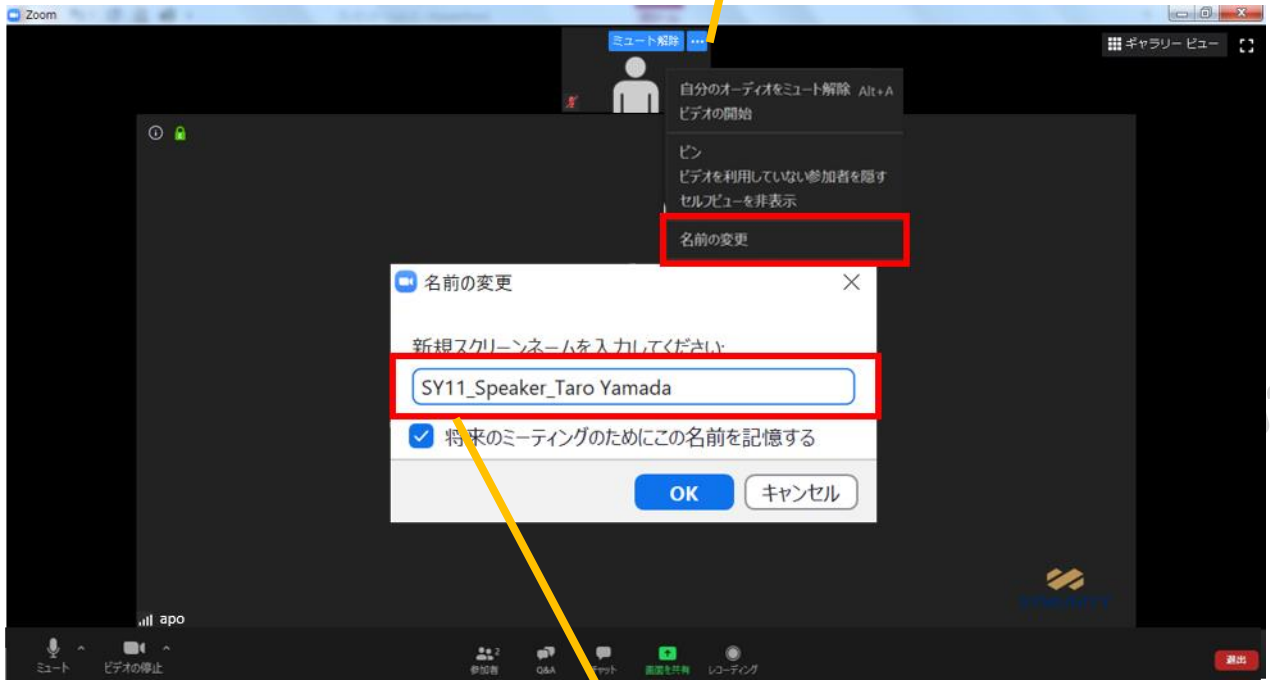 Zoom
ミュート解除 ...
ギャラリー ビュー
自分のオーディオをミュート解除 Alt+A
ビデオの開始
ピン
ビデオを利用していない参加者を隠す
セルフビューを非表示
名前の変更
名前の変更
新規スクリーンネームを入力してください:
SY11_Speaker_Taro Yamada
将来のミーティングのためにこの名前を記憶する
OK キャンセル
apo
ミュート ビデオの停止 参加者 2 Q&A チャット 画面を共有 レコーディング 退出